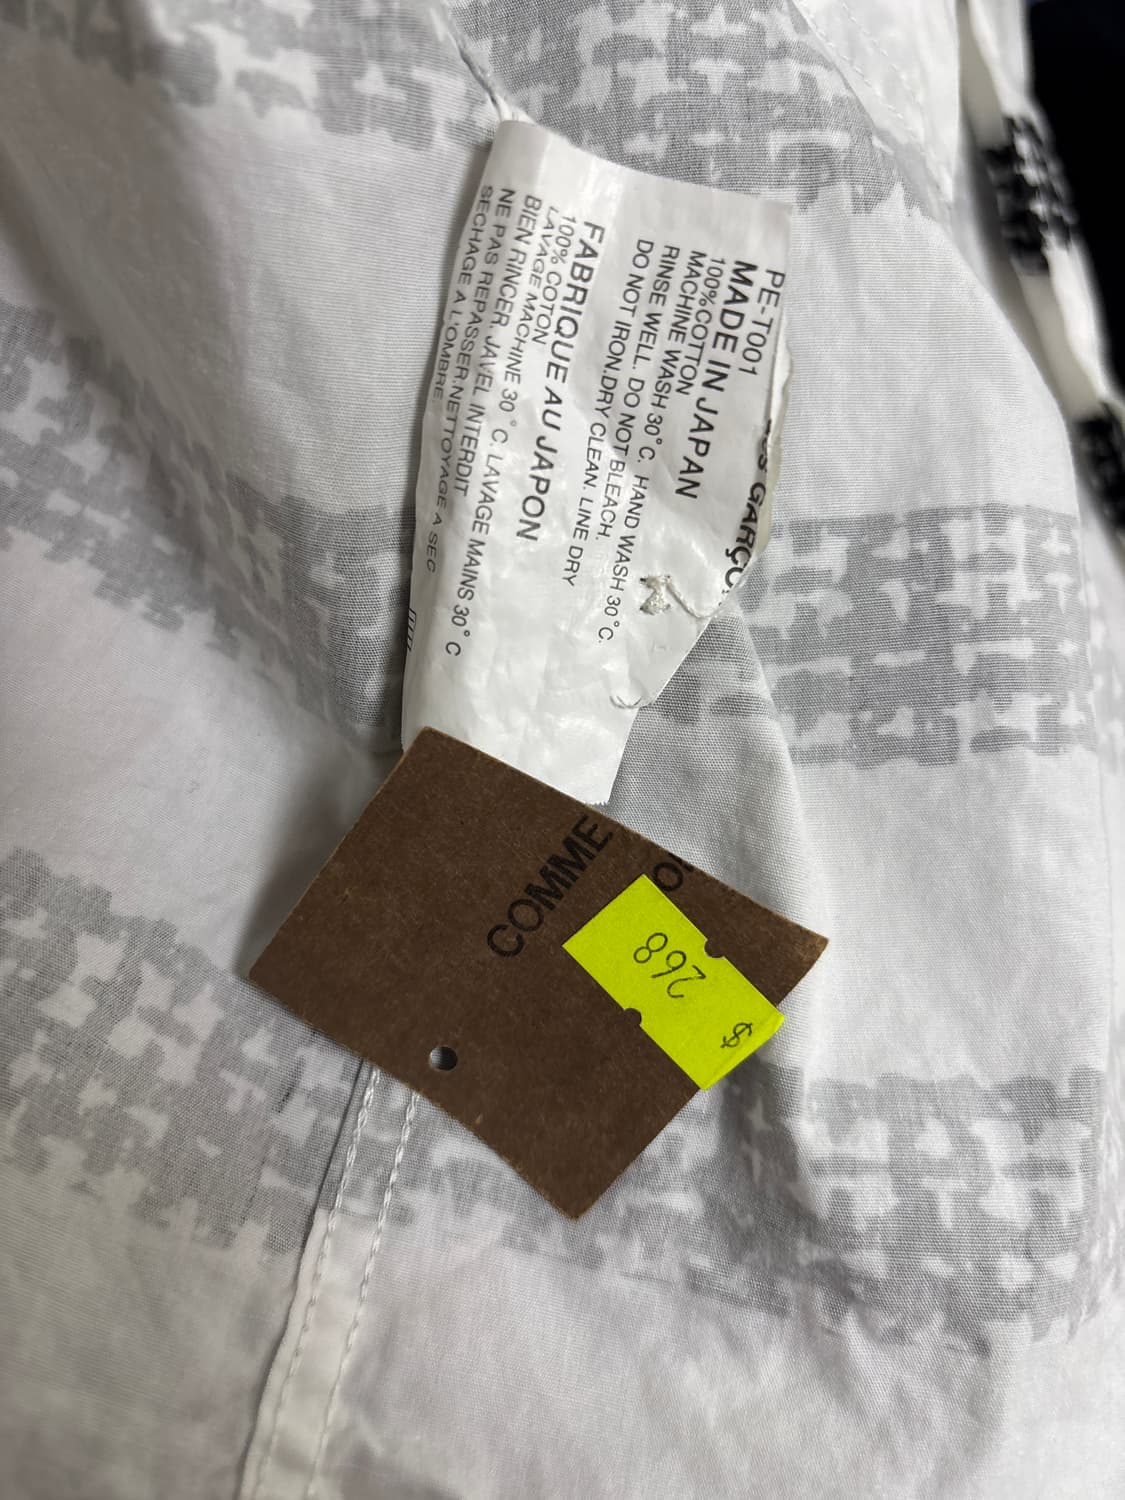 GARÇO
PE-T001
MADE IN JAPAN
100%COTTON
MACHINE WASH 30°C. HAND WASH 30°C.
RINSE WELL. DO NOT BLEACH.
DO NOT IRON.DRY CLEAN. LINE DRY
FABRIQUE AU JAPON
100% COTON
LAVAGE MACHINE 30°C. LAVAGE MAINS 30°C
BIEN RINCER. JAVEL INTERDIT
NE PAS REPASSER.NETTOYAGE A SEC
SECHAGE A L'OMBRE.
COMME
268
$